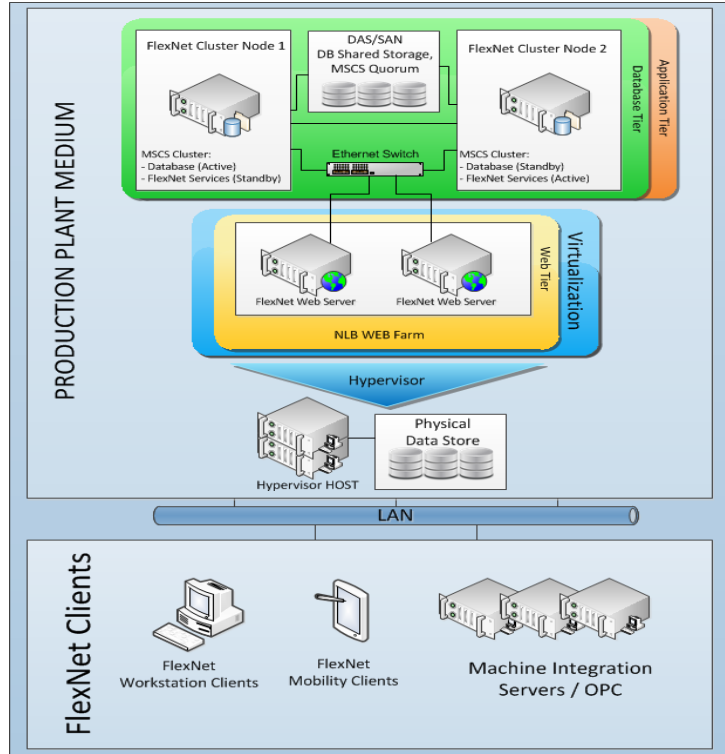 PRODUCTION PLANT MEDIUM
FlexNet Cluster Node 1
MSCS Cluster:
- Database (Active)
- FlexNet Services (Standby)
DAS/SAN
DB Shared Storage,
MSCS Quorum
Ethernet Switch
FlexNet Cluster Node 2
MSCS Cluster:
- Database (Standby)
- FlexNet Services (Active)
Database Tier
Application Tier
FlexNet Web Server
FlexNet Web Server
Web Tier
Virtualization
NLB WEB Farm
Hypervisor
Hypervisor HOST
Physical
Data Store
LAN
FlexNet Clients
FlexNet
Workstation Clients
FlexNet
Mobility Clients
Machine Integration
Servers / OPC